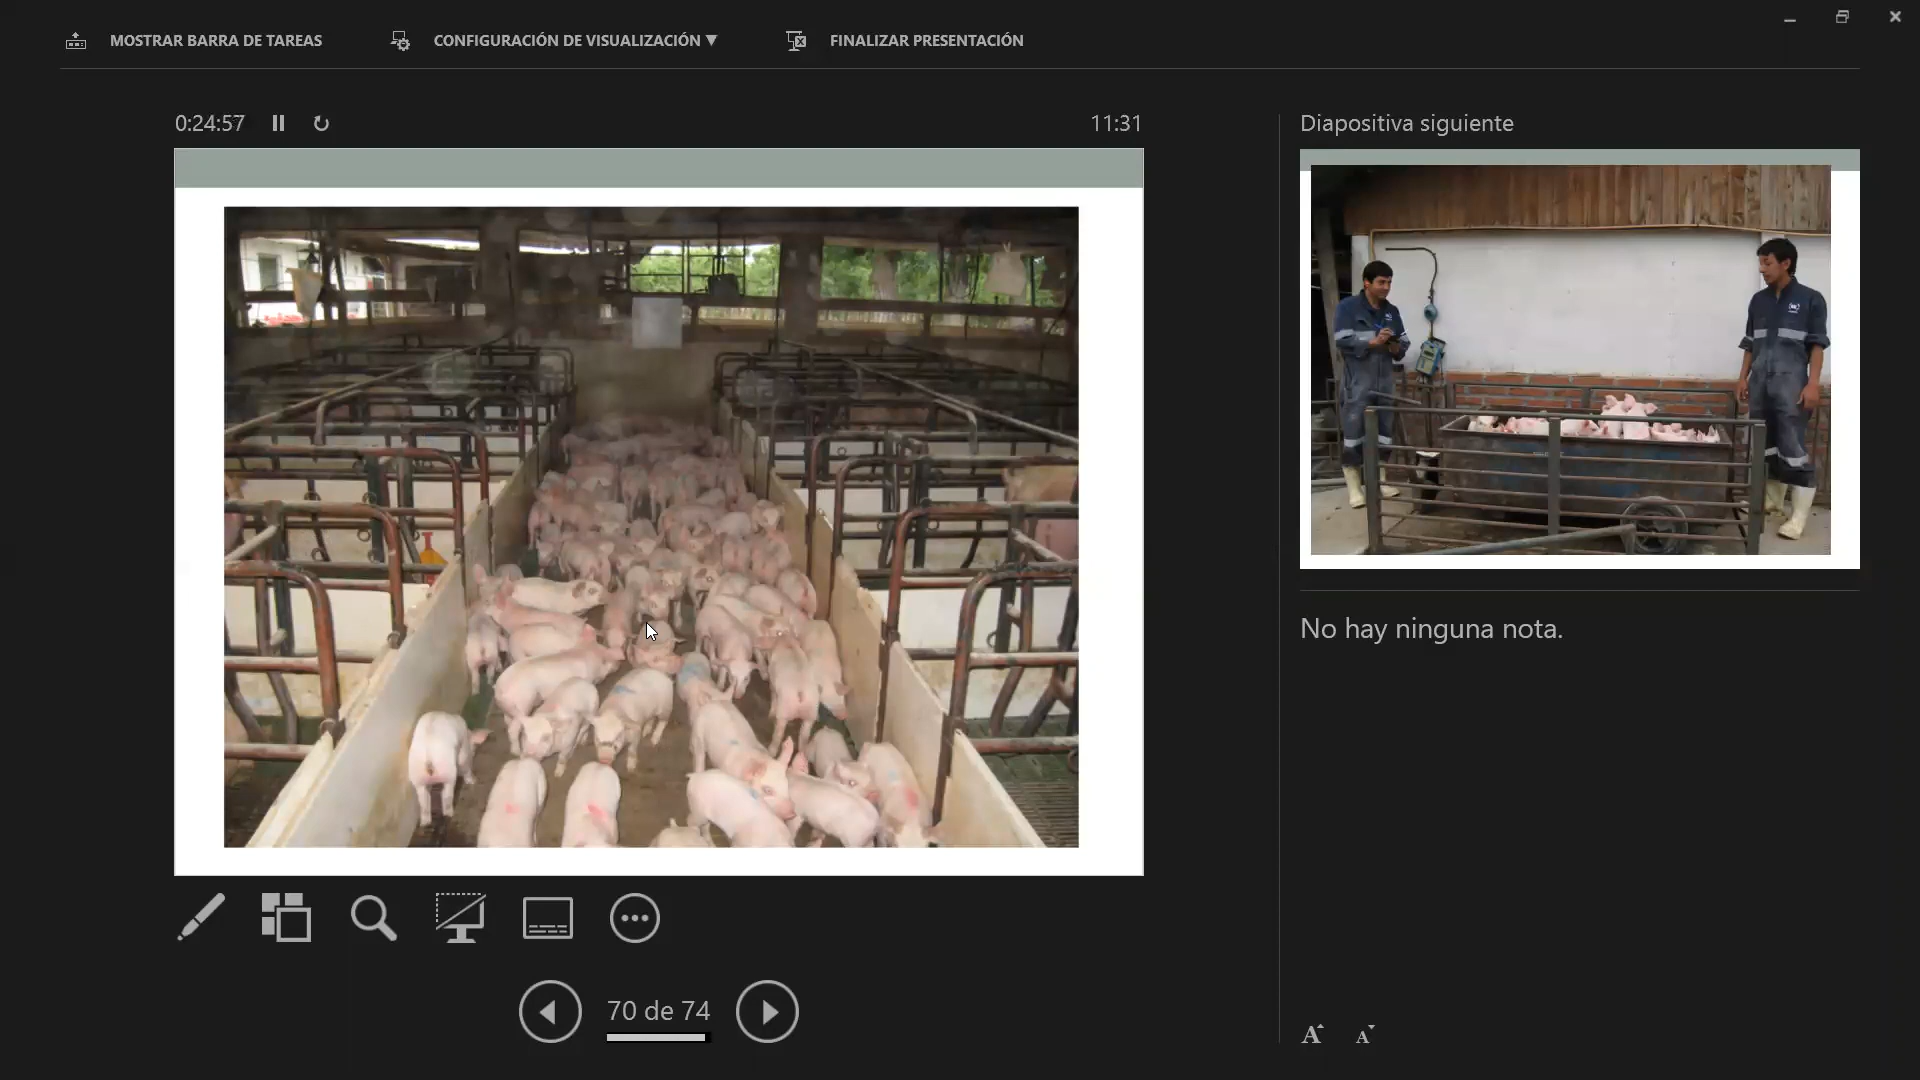 MOSTRAR BARRA DE TAREAS
CONFIGURACIÓN DE VISUALIZACIÓN ▼
FINALIZAR PRESENTACIÓN
0:24:57
11:31
Diapositiva siguiente
No hay ninguna nota.
70 de 74
A A